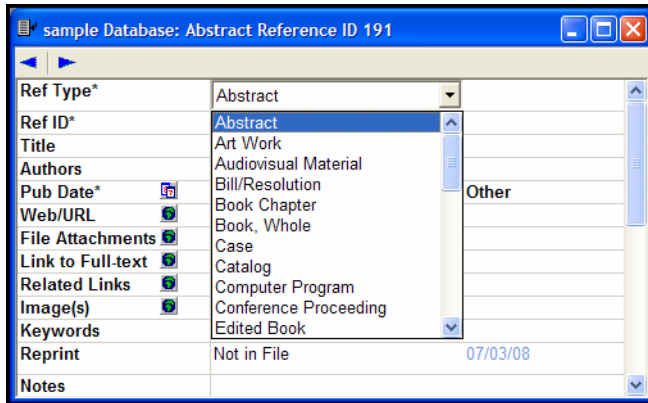 sample Database: Abstract Reference ID 191
Ref Type* Abstract
Ref ID* Abstract
Title Art Work
Authors Audiovisual Material
Pub Date* Bill/Resolution Other
Web/URL Book Chapter
File Attachments Book, Whole
Case
Link to Full-text Catalog
Related Links Computer Program
Image(s) Conference Proceeding
Keywords Edited Book
Reprint Not in File 07/03/08
Notes